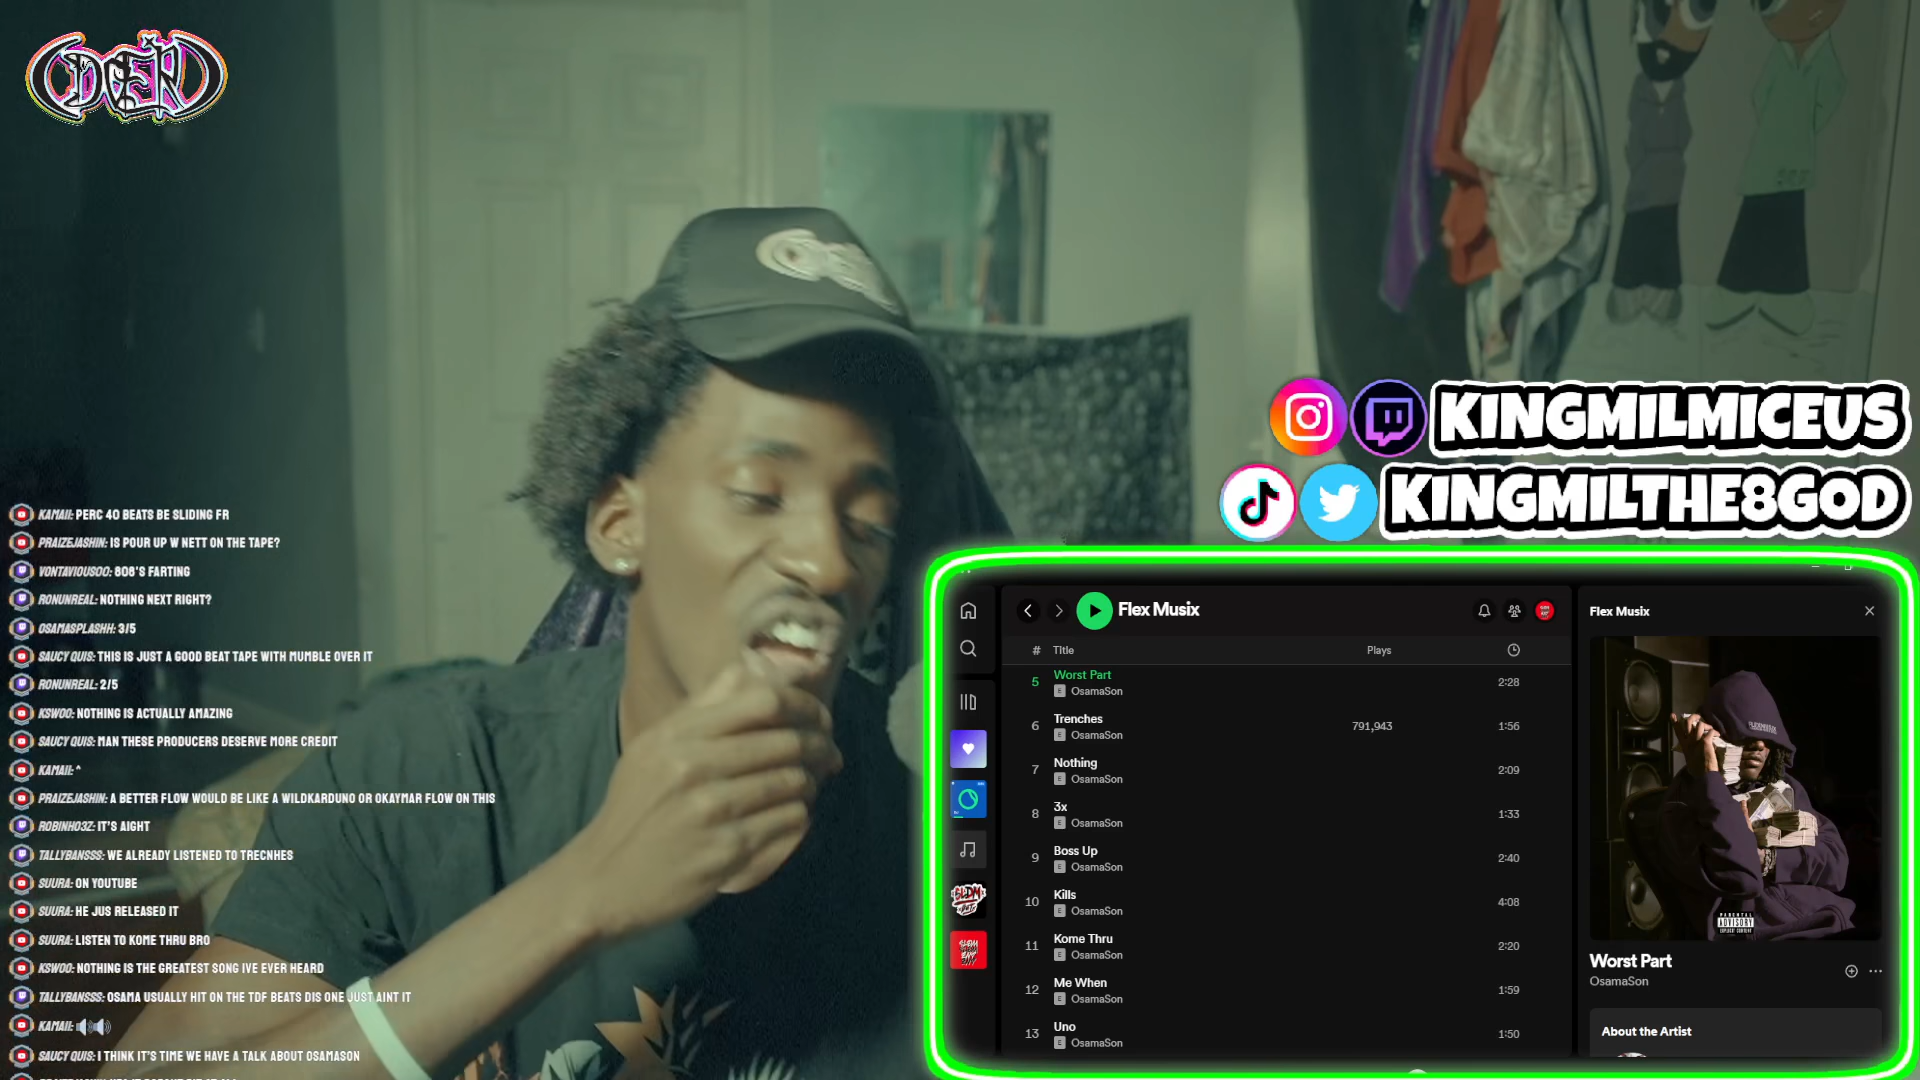 DCER
KINGMILMICEUS
KINGMILTHE8GOD
KAMAII: PERC 40 BEATS BE SLIDING FR
PRAIZEJASHIN: IS POUR UP W NETT ON THE TAPE?
VONTAVIOUSOO: 808'S FARTING
RONUNREAL: NOTHING NEXT RIGHT?
OSAMASPLASHH: 3/5
SAUCY QUIS: THIS IS JUST A GOOD BEAT TAPE WITH MUMBLE OVER IT
RONUNREAL: 2/5
KSWOO: NOTHING IS ACTUALLY AMAZING
SAUCY QUIS: MAN THESE PRODUCERS DESERVE MORE CREDIT
KAMAII: ^
PRAIZEJASHIN: A BETTER FLOW WOULD BE LIKE A WILDKARDUNO OR OKAYMAR FLOW ON THIS
ROBINHO3Z: IT'S AIGHT
TALLYBANSSS: WE ALREADY LISTENED TO TRECNHES
SUURA: ON YOUTUBE
SUURA: HE JUS RELEASED IT
SUURA: LISTEN TO KOME THRU BRO
KSWOO: NOTHING IS THE GREATEST SONG IVE EVER HEARD
TALLYBANSSS: OSAMA USUALLY HIT ON THE TDF BEATS DIS ONE JUST AINT IT
KAMAII: 🔊🔊
SAUCY QUIS: I THINK IT'S TIME WE HAVE A TALK ABOUT OSAMASON
Flex Musix
# Title Plays
5 Worst Part 2:28
E OsamaSon
6 Trenches 791,943 1:56
E OsamaSon
7 Nothing 2:09
E OsamaSon
8 3x 1:33
E OsamaSon
9 Boss Up 2:40
E OsamaSon
10 Kills 4:08
E OsamaSon
11 Kome Thru 2:20
E OsamaSon
12 Me When 1:59
E OsamaSon
13 Uno 1:50
E OsamaSon
Flex Musix
PARENTAL
ADVISORY
EXPLICIT CONTENT
Worst Part
OsamaSon
About the Artist